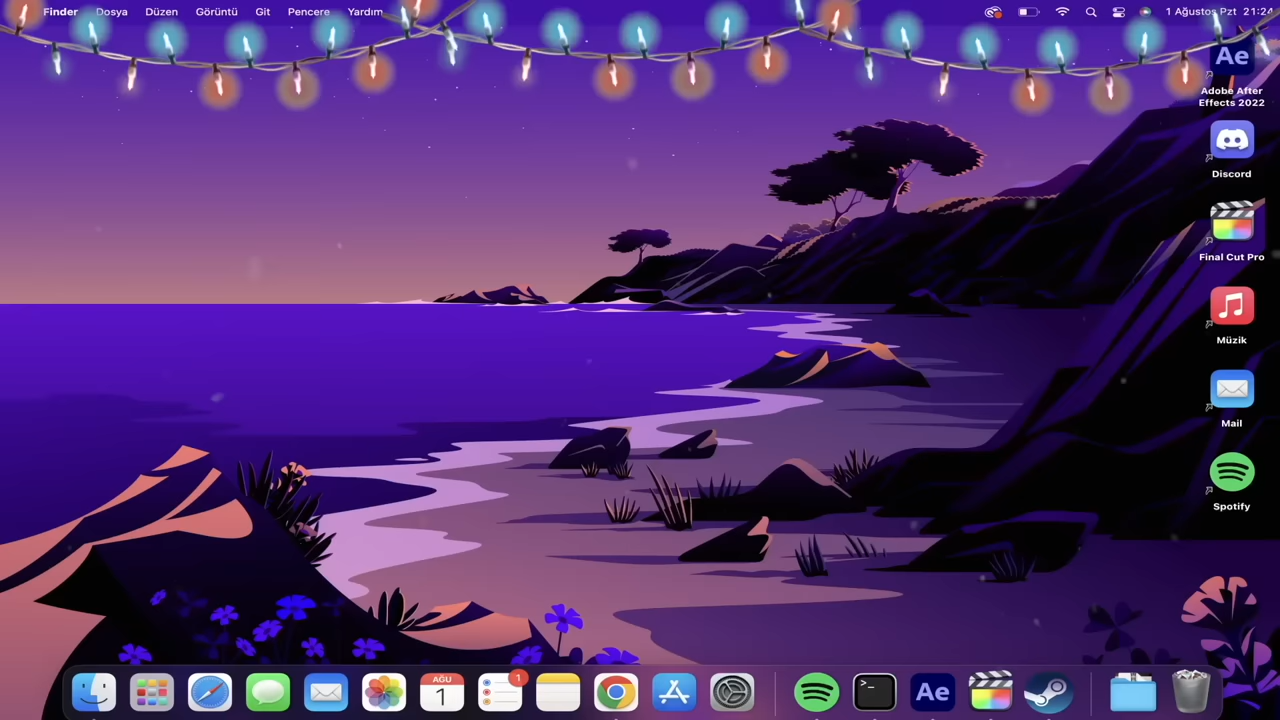 Finder Dosya Düzen Görüntü Git Pencere Yardım 1 Ağustos Pzt 21:24
Ae
Adobe After
Effects 2022
Discord
Final Cut Pro
Müzik
Mail
Spotify
AĞU
1
1
>_
Ae